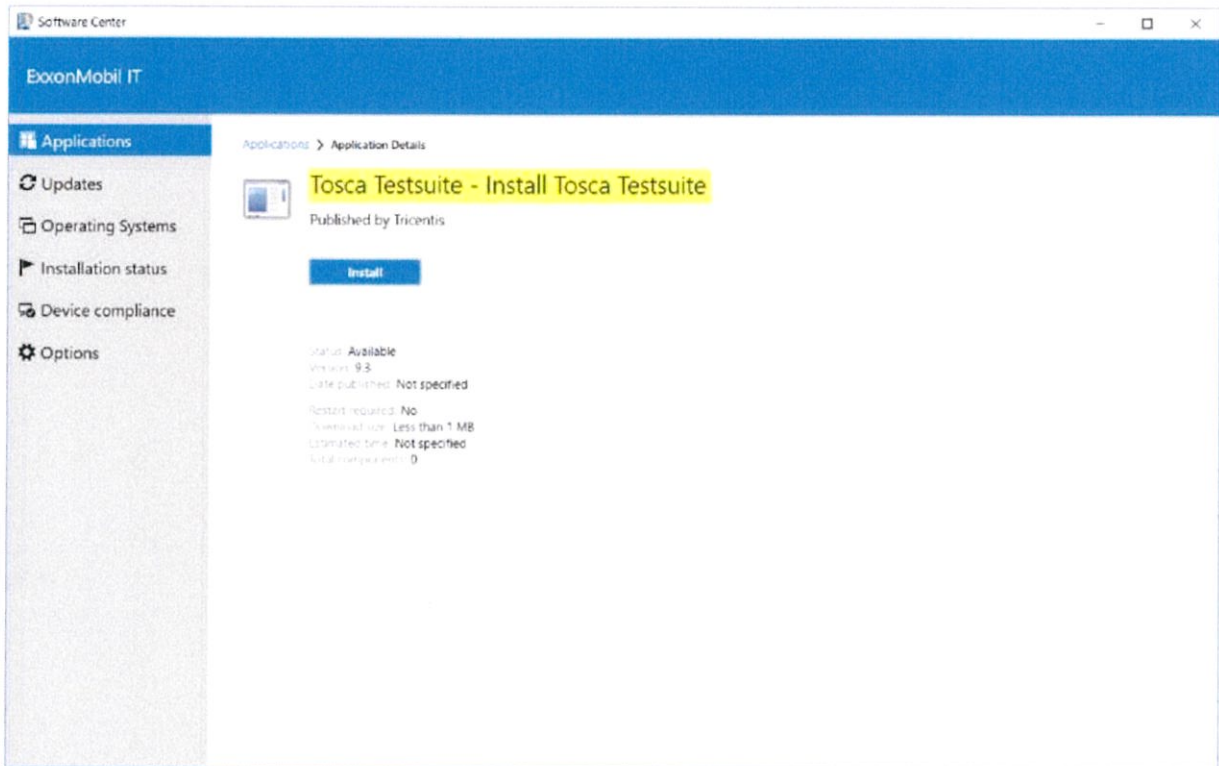 Software Center
ExxonMobil IT
Applications
Updates
Operating Systems
Installation status
Device compliance
Options
Applications > Application Details
Tosca Testsuite - Install Tosca Testsuite
Published by Tricentis
Install
Status: Available
Version: 9.3
Date published: Not specified
Restart required: No
Download size: Less than 1 MB
Estimated time: Not specified
Total components: 0